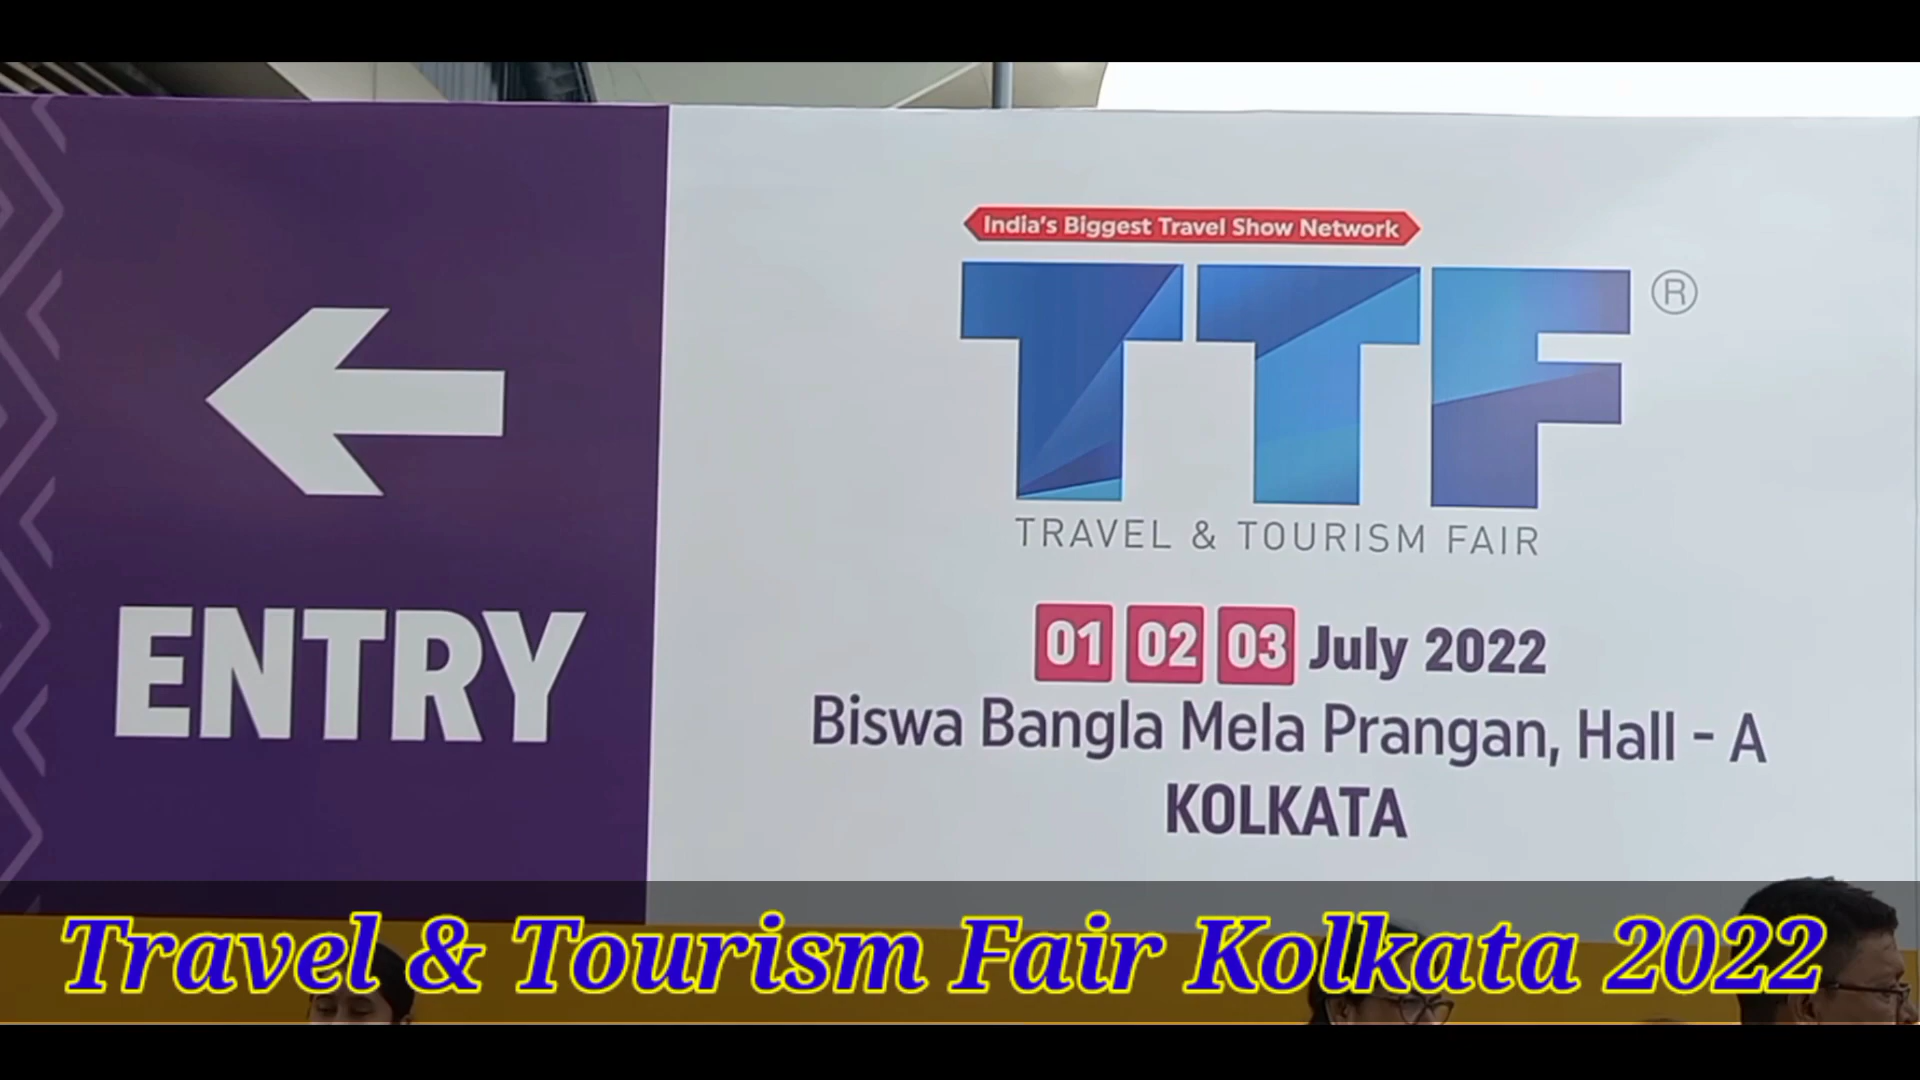 ENTRY
India's Biggest Travel Show Network
TTF ®
TRAVEL & TOURISM FAIR
01 02 03 July 2022
Biswa Bangla Mela Prangan, Hall - A
KOLKATA
Travel & Tourism Fair Kolkata 2022